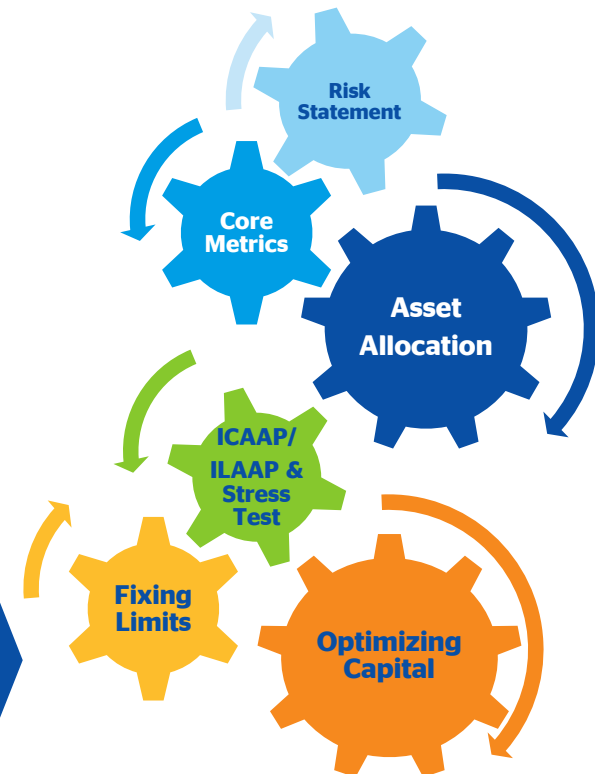 Risk
Statement
Core
Metrics
Asset
Allocation
ICAAP/
ILAAP &
Stress
Test
Fixing
Limits
Optimizing
Capital